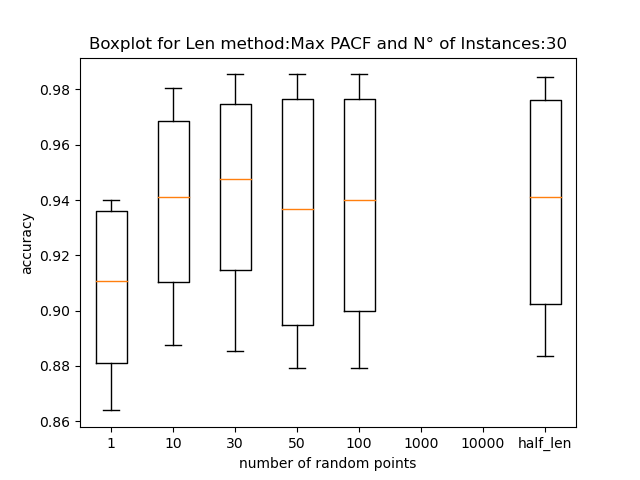 Boxplot for Len method:Max PACF and N° of Instances:30
0.98
0.96
0.94
0.92
0.90
0.88
0.86
accuracy
1 10 30 50 100 1000 10000 half_len
number of random points